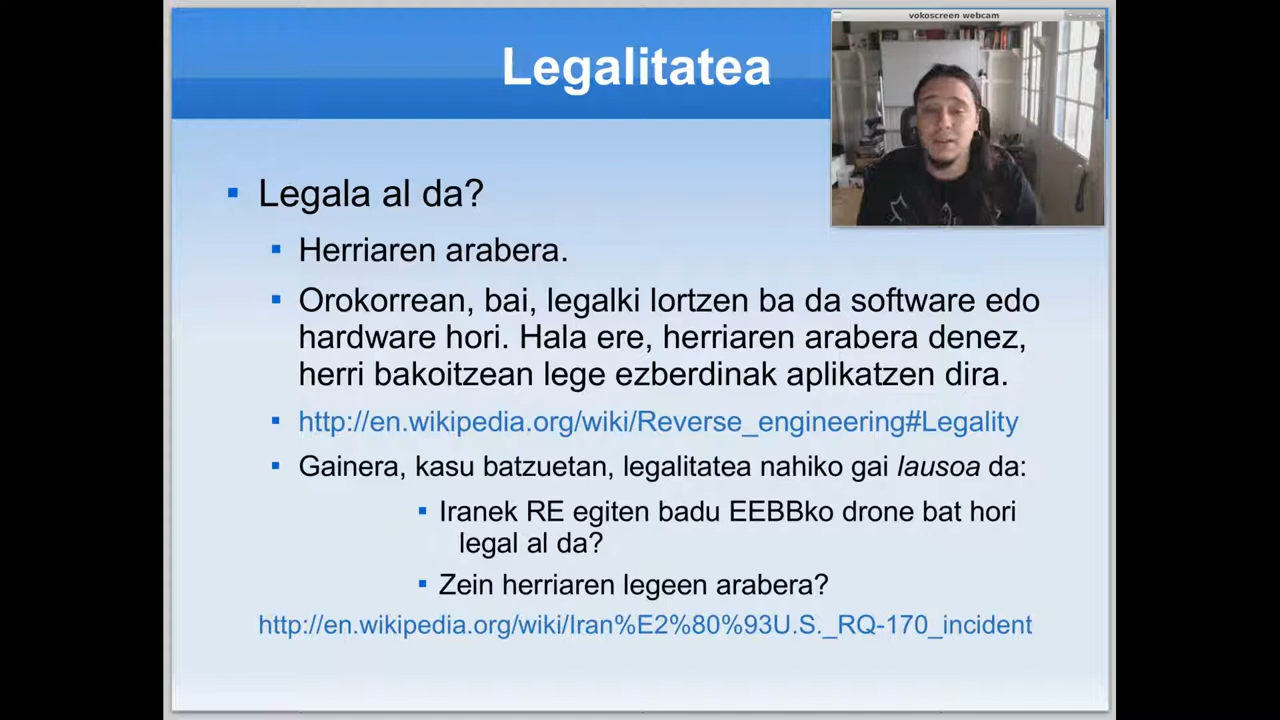 vokoscreen webcam
Legalitatea
Legala al da?
Herriaren arabera.
Orokorrean, bai, legalki lortzen ba da software edo
hardware hori. Hala ere, herriaren arabera denez,
herri bakoitzean lege ezberdinak aplikatzen dira.
http://en.wikipedia.org/wiki/Reverse_engineering#Legality
Gainera, kasu batzuetan, legalitatea nahiko gai lausoa da:
Iranek RE egiten badu EEBBko drone bat hori
legal al da?
Zein herriaren legeen arabera?
http://en.wikipedia.org/wiki/Iran%E2%80%93U.S._RQ-170_incident